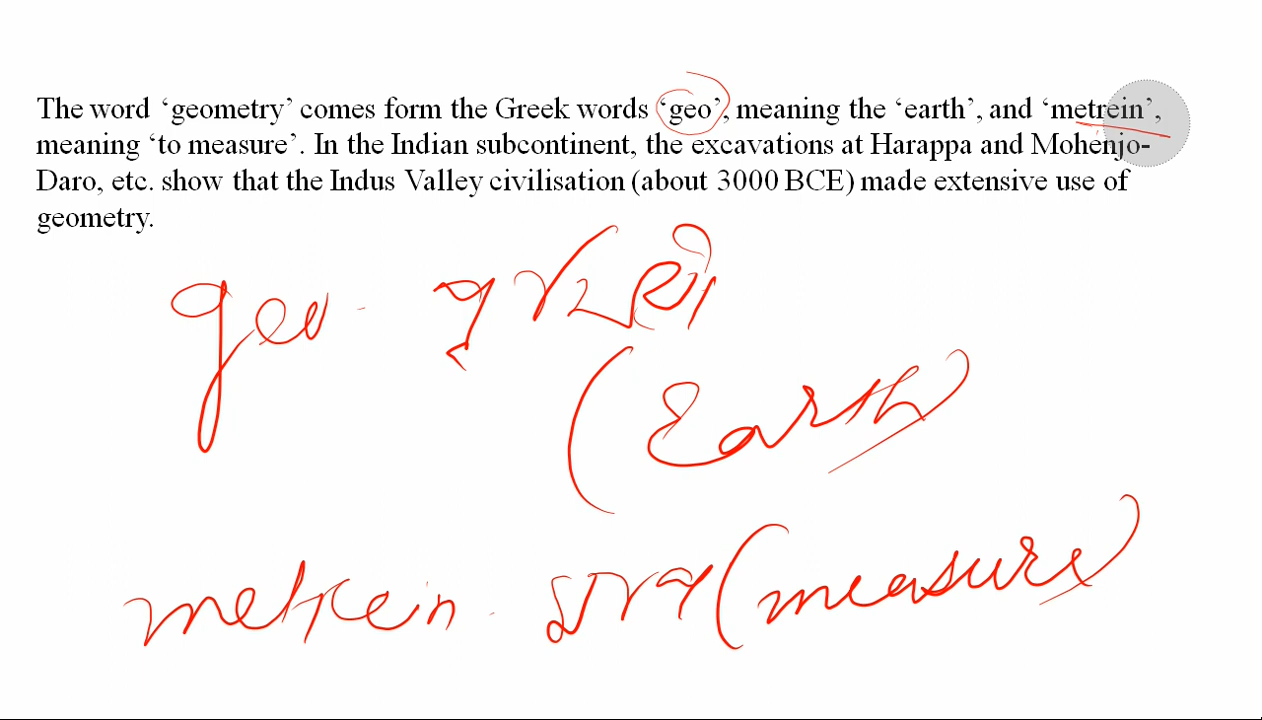 The word ‘geometry’ comes form the Greek words ‘geo’, meaning the ‘earth’, and ‘metrein’,
meaning ‘to measure’. In the Indian subcontinent, the excavations at Harappa and Mohenjo-
Daro, etc. show that the Indus Valley civilisation (about 3000 BCE) made extensive use of
geometry.
geo -
(Earth)
metrein - (measure)